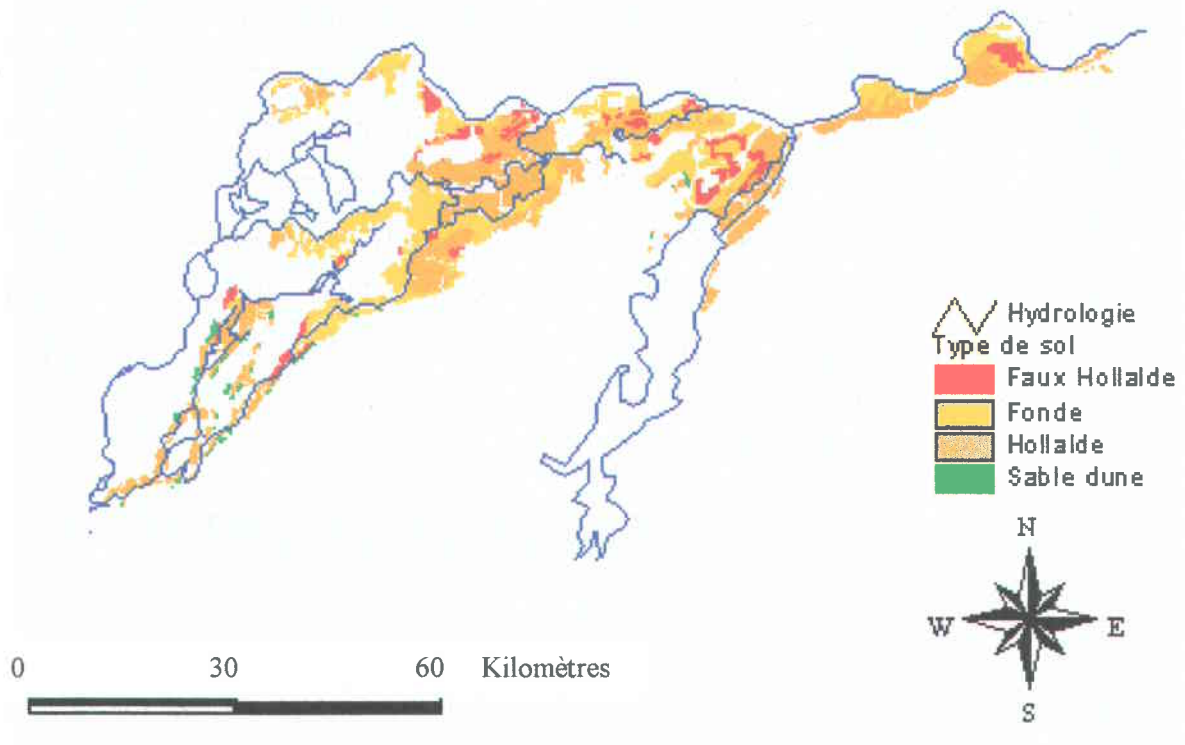 Hydrologie
Type de sol
Faux Hollalde
Fonde
Hollalde
Sable dune
N
W E
S
0 30 60 Kilomètres